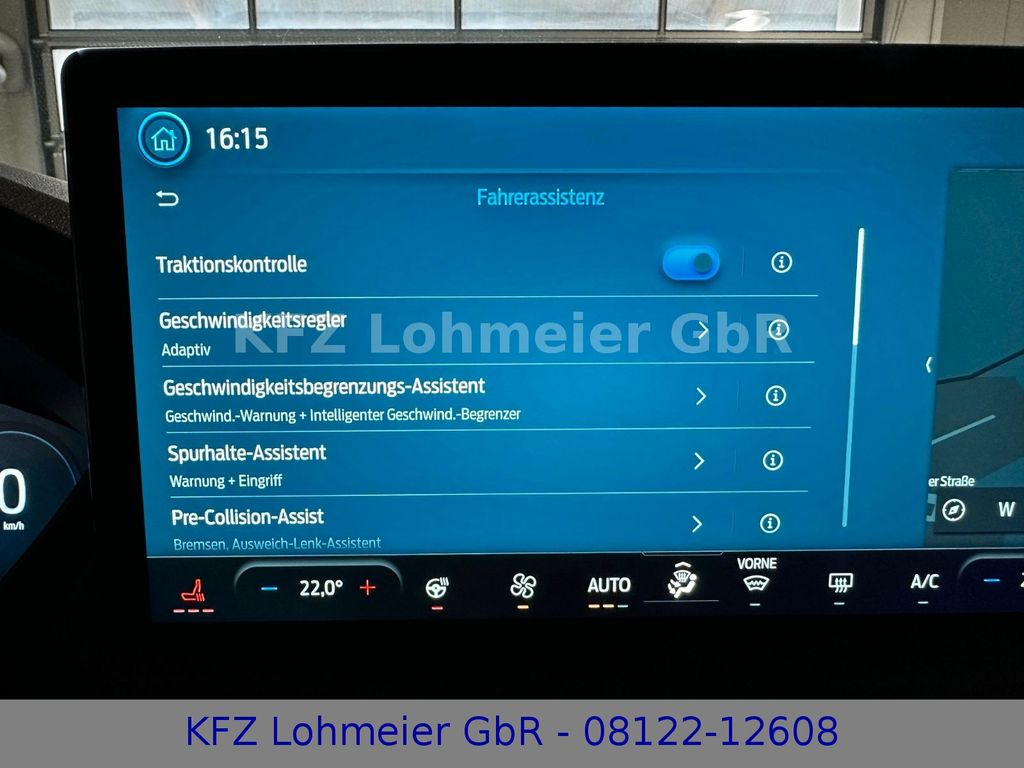 16:15
Fahrerassistenz
Traktionskontrolle
Geschwindigkeitsregler
Adaptiv
KFZ Lohmeier GbR
Geschwindigkeitsbegrenzungs-Assistent
Geschwind.-Warnung + Intelligenter Geschwind.-Begrenzer
Spurhalte-Assistent
Warnung + Eingriff
Pre-Collision-Assist
Bremsen, Ausweich-Lenk-Assistent
er Straße
W
0
km/h
22,0°
AUTO
VORNE
A/C
KFZ Lohmeier GbR - 08122-12608